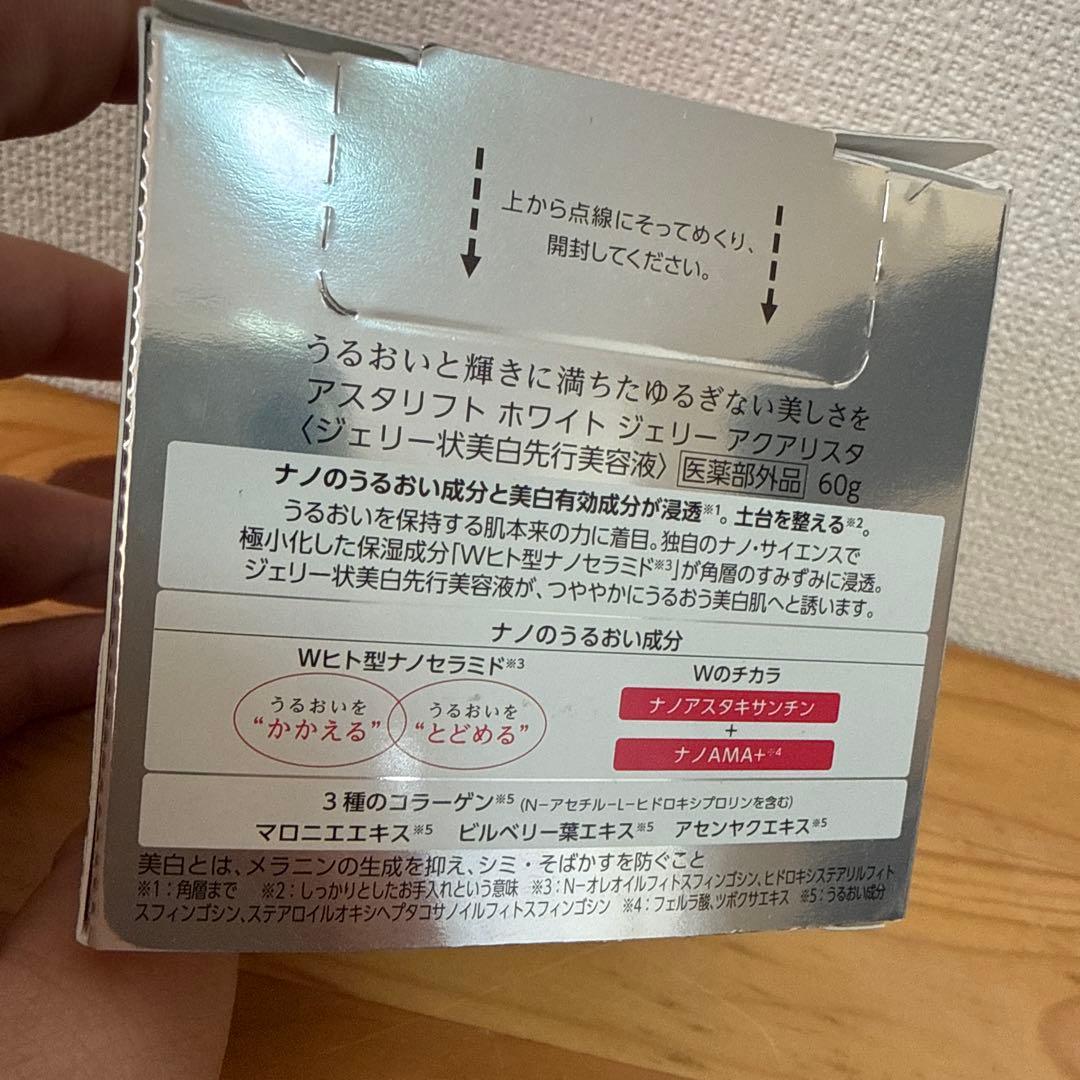 上から点線にそってめくり、
開封してください。
うるおいと輝きに満ちたゆるぎない美しさを
アスタリフト ホワイト ジェリー アクアリスタ
〈ジェリー状美白先行美容液〉 医薬部外品 60g
ナノのうるおい成分と美白有効成分が浸透※1。土台を整える※2。
うるおいを保持する肌本来の力に着目。独自のナノ・サイエンスで
極小化した保湿成分「Wヒト型ナノセラミド※3」が角層のすみずみに浸透。
ジェリー状美白先行美容液が、つややかにうるおう美白肌へと誘います。
ナノのうるおい成分
Wヒト型ナノセラミド※3
うるおいを
“かかえる”
うるおいを
“とどめる”
Wのチカラ
ナノアスタキサンチン
+
ナノAMA+※4
3種のコラーゲン※5 (N−アセチル−L−ヒドロキシプロリンを含む)
マロニエエキス※5 ビルベリー葉エキス※5 アセンヤクエキス※5
美白とは、メラニンの生成を抑え、シミ・そばかすを防ぐこと
※1：角層まで ※2：しっかりとしたお手入れという意味 ※3：N−オレオイルフィトスフィンゴシン、ヒドロキシステアリルフィト
スフィンゴシン、ステアロイルオキシヘプタコサノイルフィトスフィンゴシン ※4：フェルラ酸、ツボクサエキス ※5：うるおい成分